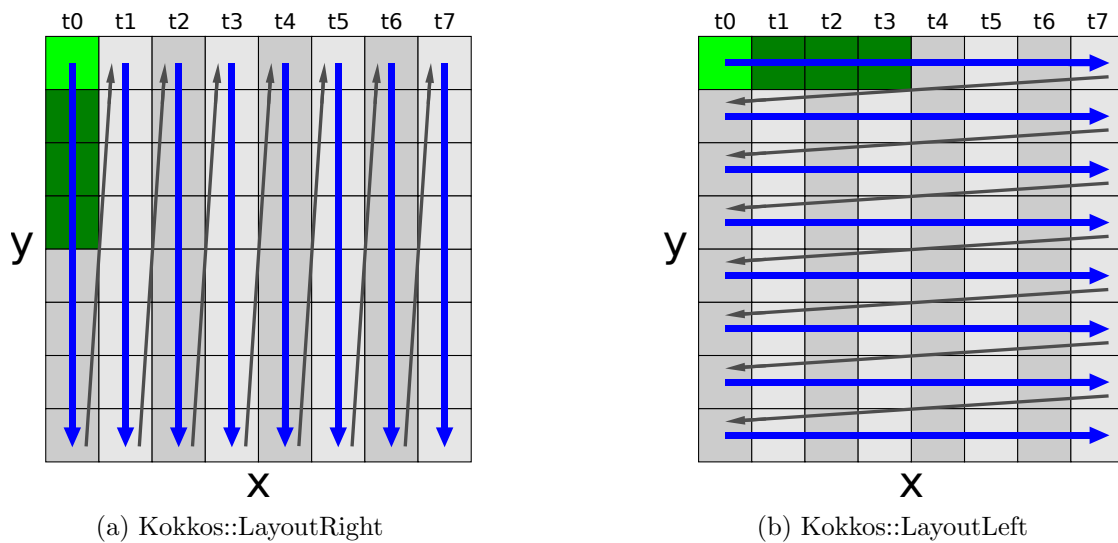 t0 t1 t2 t3 t4 t5 t6 t7
y
x
(a) Kokkos::LayoutRight
t0 t1 t2 t3 t4 t5 t6 t7
y
x
(b) Kokkos::LayoutLeft